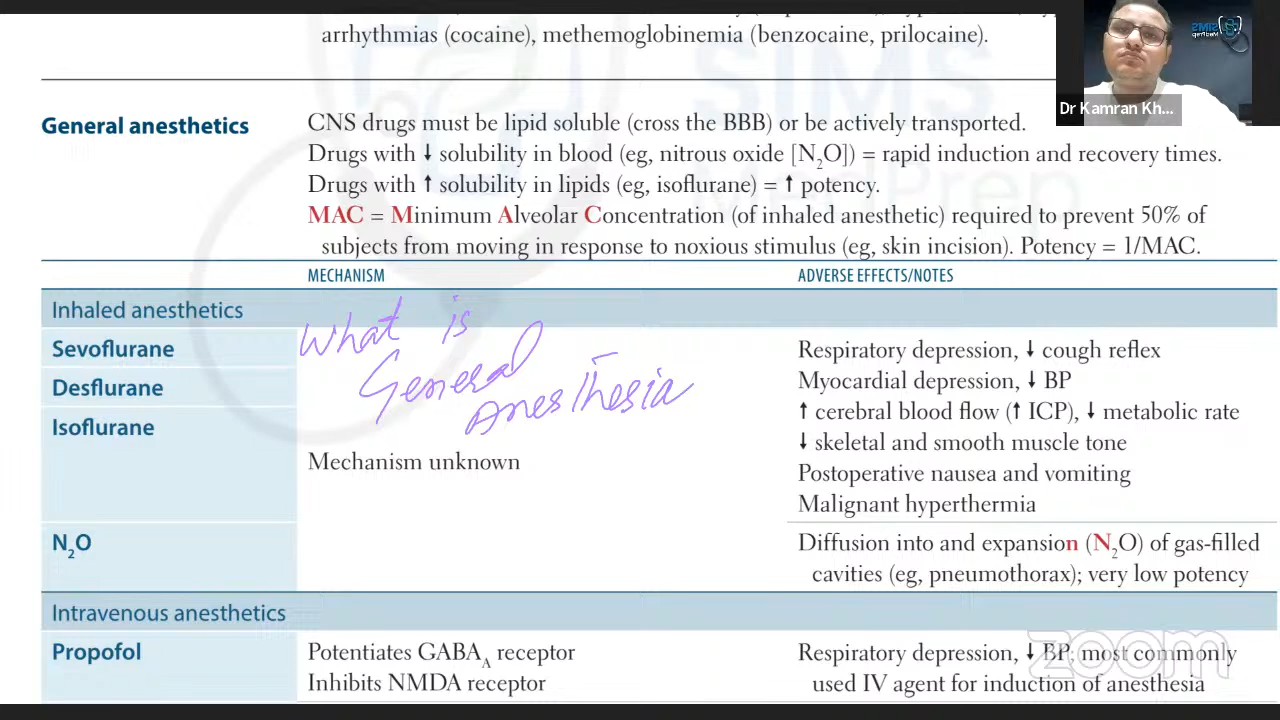 arrhythmias (cocaine), methemoglobinemia (benzocaine, prilocaine).
Dr Kamran Kh...
General anesthetics
CNS drugs must be lipid soluble (cross the BBB) or be actively transported.
Drugs with ↓ solubility in blood (eg, nitrous oxide [N₂O]) = rapid induction and recovery times.
Drugs with ↑ solubility in lipids (eg, isoflurane) = ↑ potency.
MAC = Minimum Alveolar Concentration (of inhaled anesthetic) required to prevent 50% of
subjects from moving in response to noxious stimulus (eg, skin incision). Potency = 1/MAC.
MECHANISM
ADVERSE EFFECTS/NOTES
Inhaled anesthetics
What is
General
Anesthesia
Sevoflurane
Desflurane
Isoflurane
Mechanism unknown
Respiratory depression, ↓ cough reflex
Myocardial depression, ↓ BP
↑ cerebral blood flow (↑ ICP), ↓ metabolic rate
↓ skeletal and smooth muscle tone
Postoperative nausea and vomiting
Malignant hyperthermia
N₂O
Diffusion into and expansion (N₂O) of gas-filled
cavities (eg, pneumothorax); very low potency
Intravenous anesthetics
Propofol
Potentiates GABA_A receptor
Inhibits NMDA receptor
Respiratory depression, ↓ BP; most commonly
used IV agent for induction of anesthesia
SIMS
MedPrep
zoom